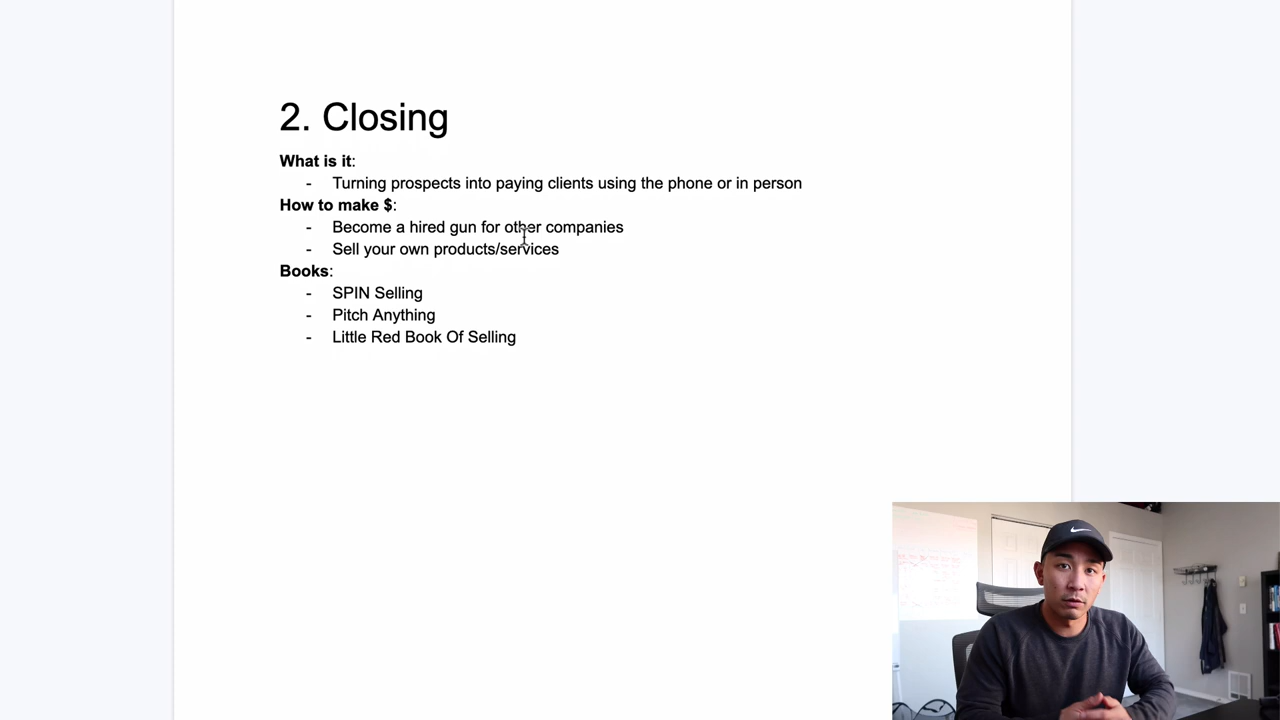 2. Closing
What is it:
- Turning prospects into paying clients using the phone or in person
How to make $:
- Become a hired gun for other companies
- Sell your own products/services
Books:
- SPIN Selling
- Pitch Anything
- Little Red Book Of Selling